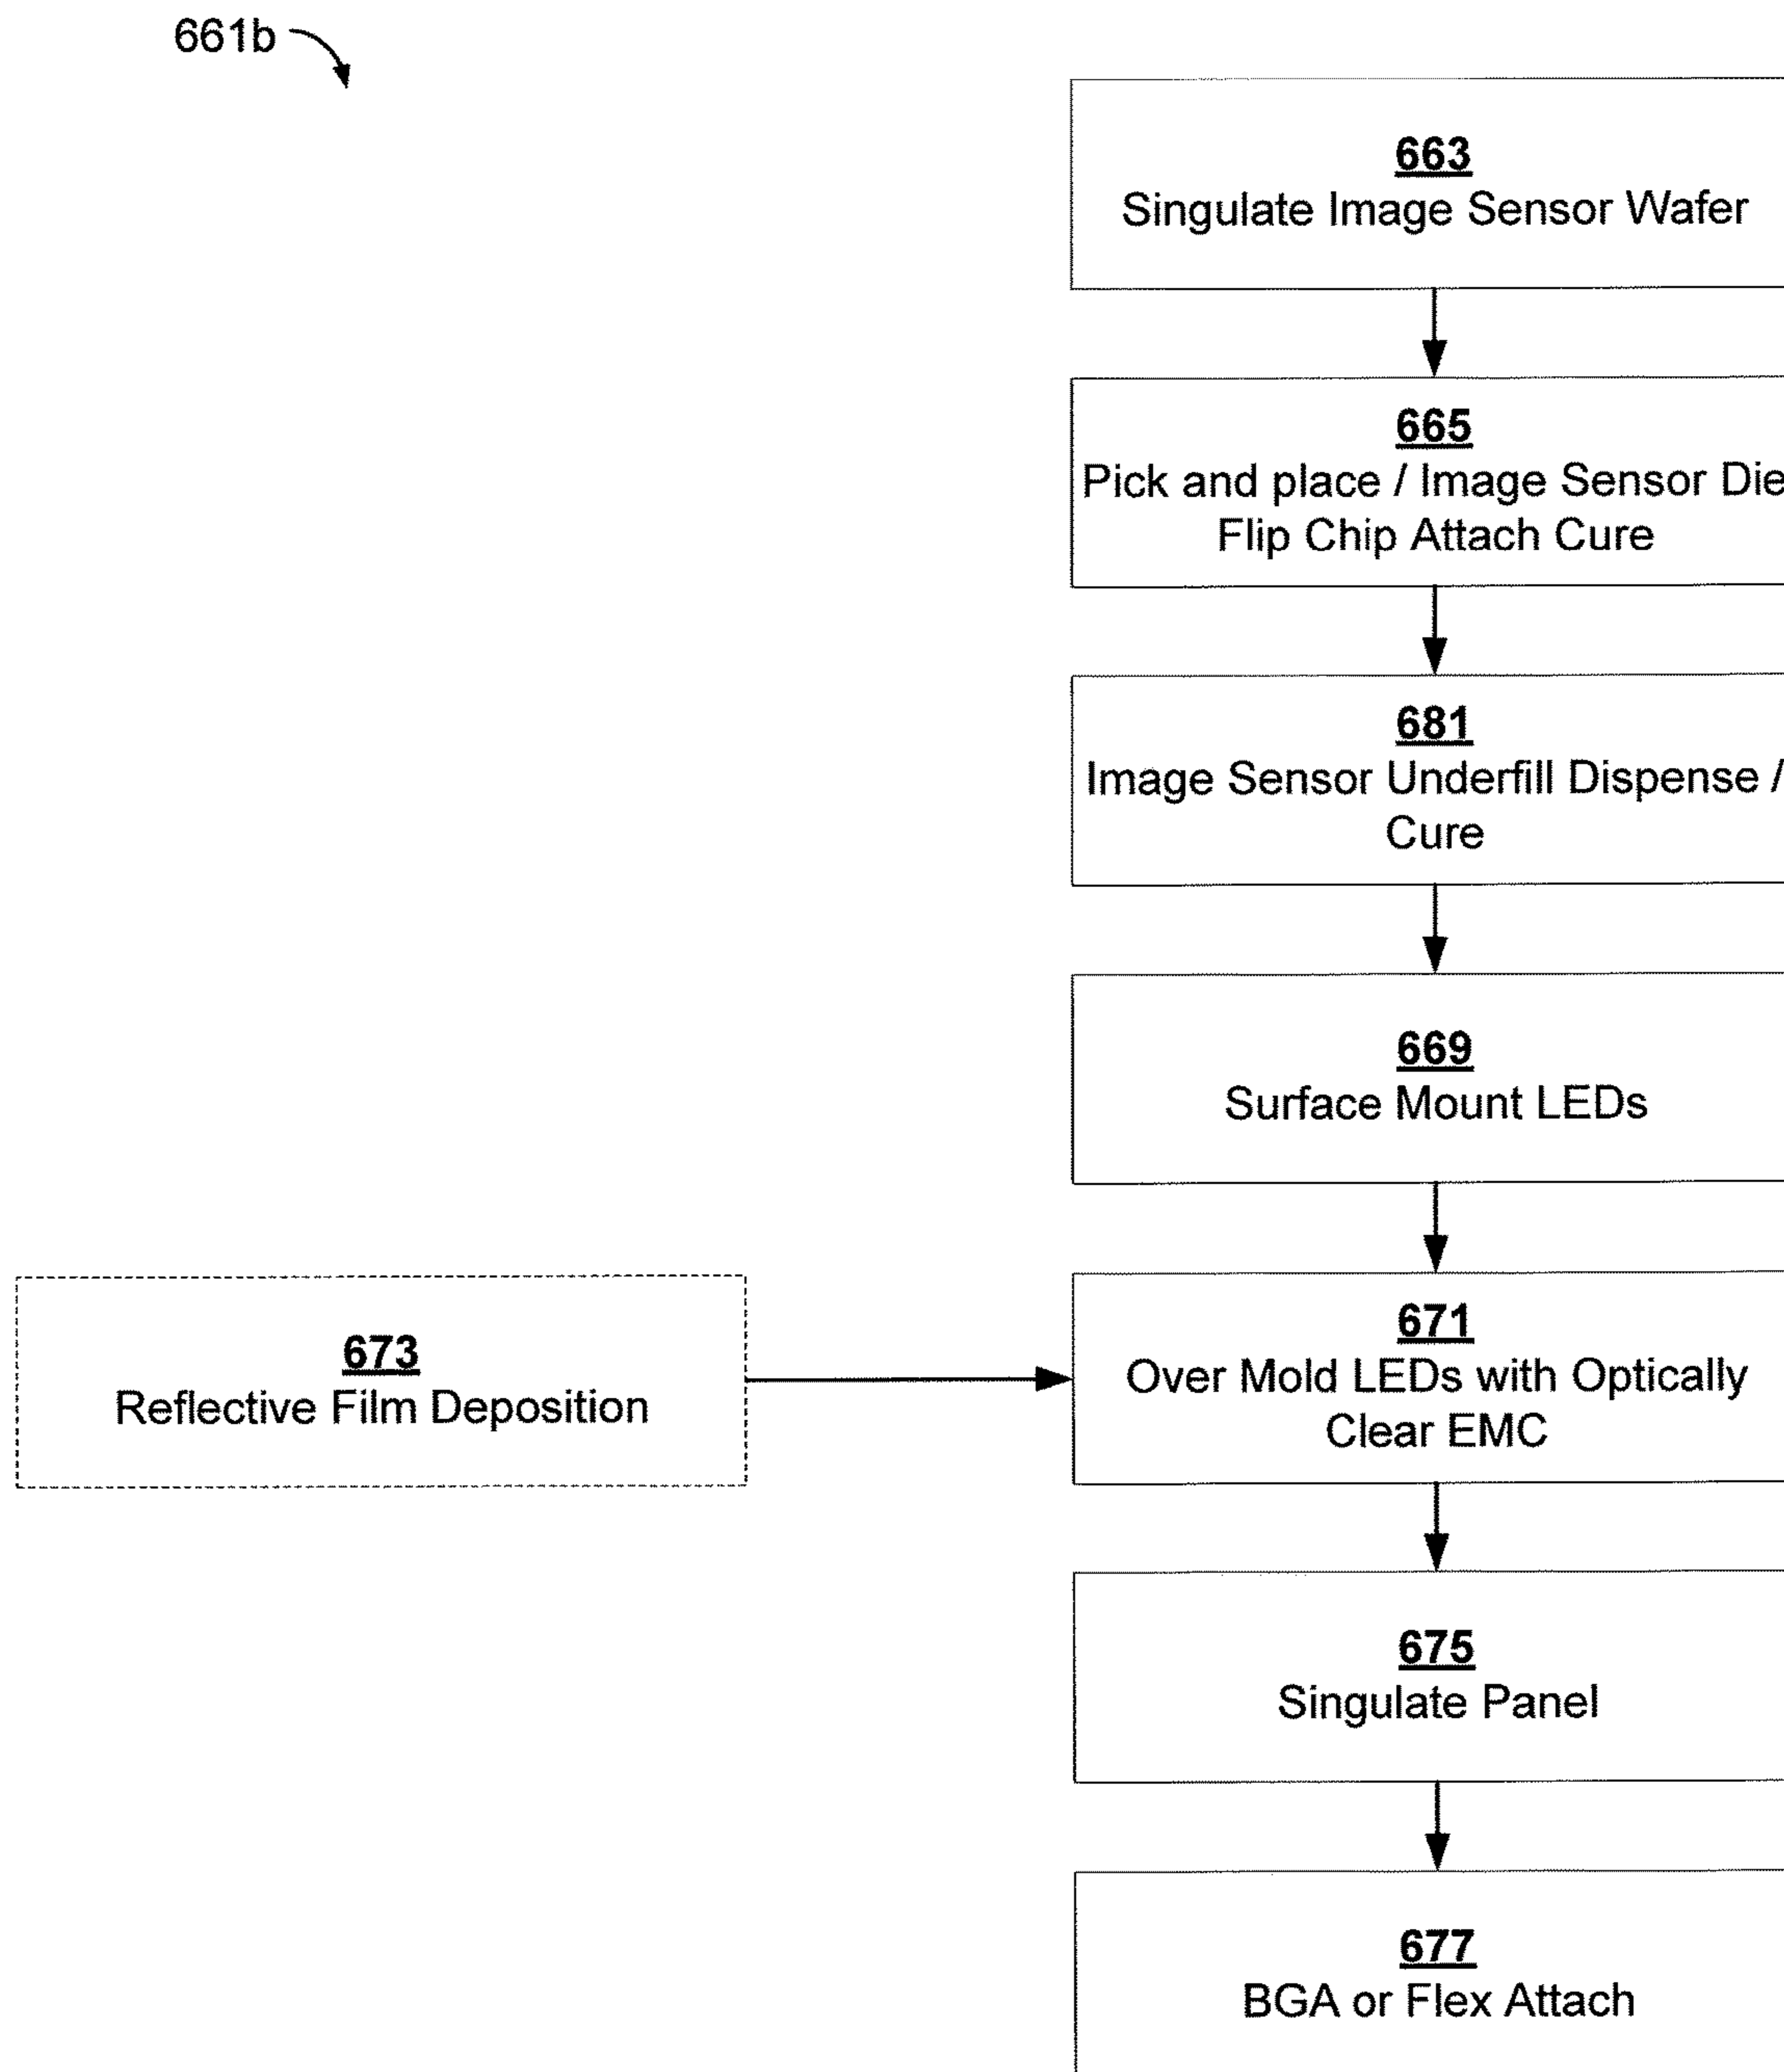 661b
663
Singulate Image Sensor Wafer
665
Pick and place / Image Sensor Die
Flip Chip Attach Cure
681
Image Sensor Underfill Dispense /
Cure
669
Surface Mount LEDs
673
Reflective Film Deposition
671
Over Mold LEDs with Optically
Clear EMC
675
Singulate Panel
677
BGA or Flex Attach